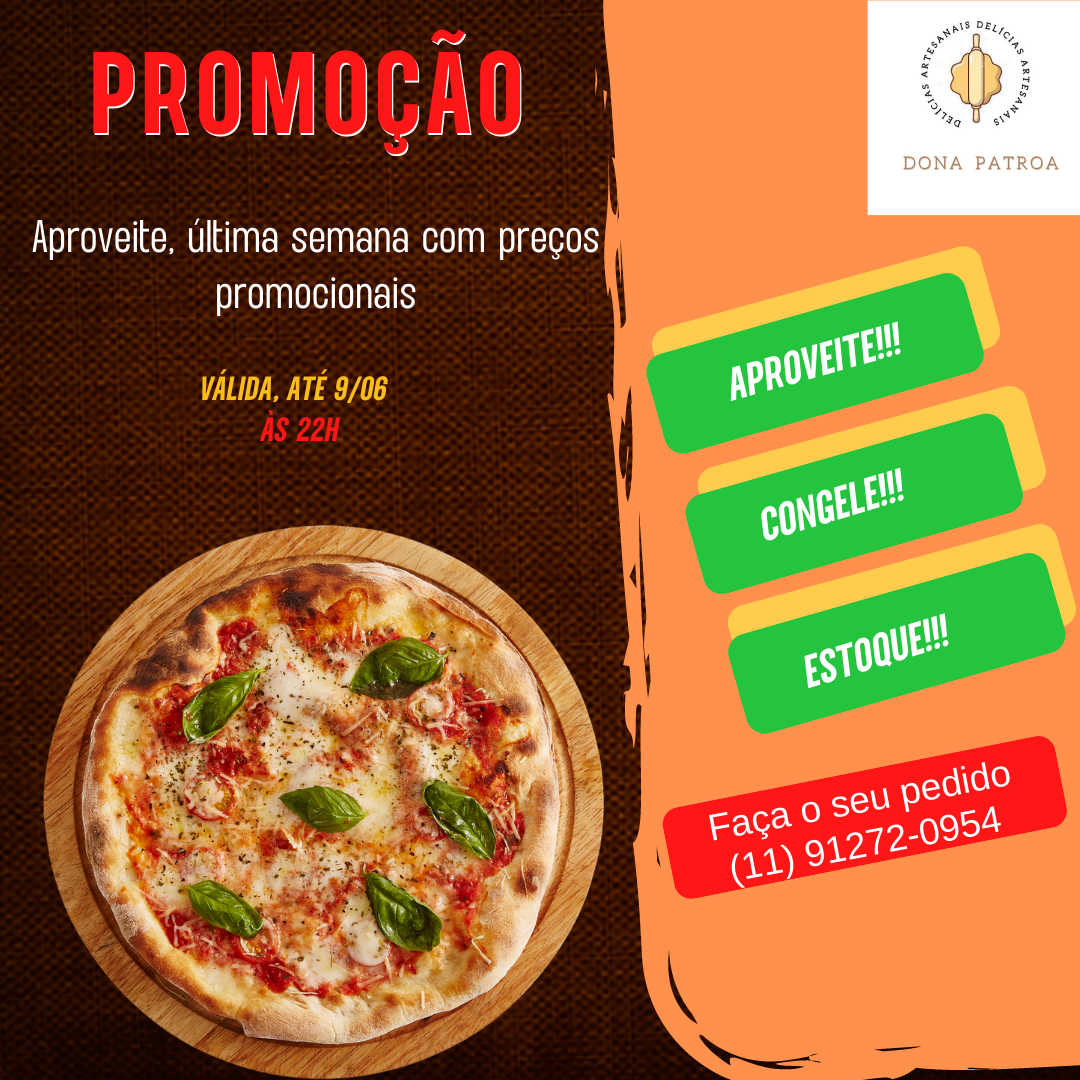 PROMOÇÃO
Aproveite, última semana com preços
promocionais
VÁLIDA, ATÉ 9/06
ÀS 22H
DELÍCIAS ARTESANAIS DELÍCIAS ARTESANAIS
DONA PATROA
APROVEITE!!!
CONGELE!!!
ESTOQUE!!!
Faça o seu pedido
(11) 91272-0954